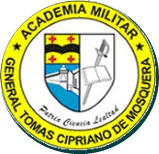 ACADEMIA MILITAR
GENERAL TOMAS CIPRIANO DE MOSQUERA
Patria Ciencia Lealtad